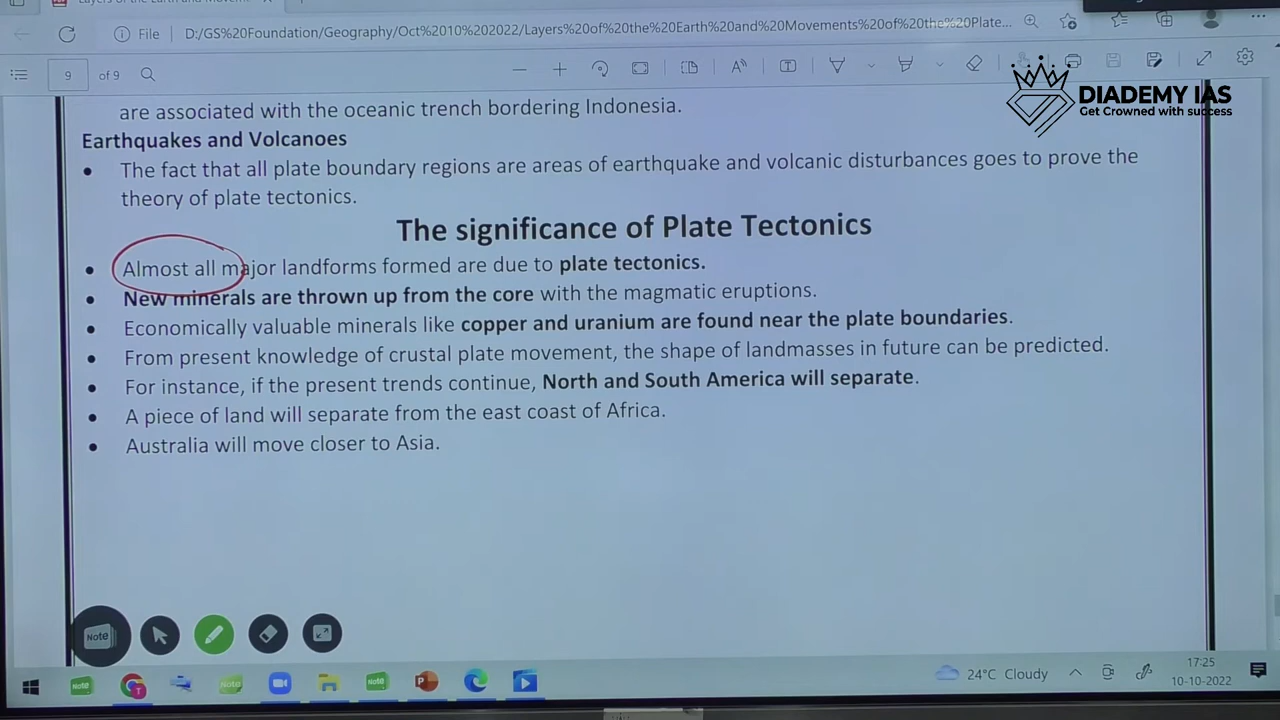 File
D:/GS%20Foundation/Geography/Oct%2010%202022/Layers%20of%20the%20Earth%20and%20Movements%20of%20the%20Plate...
9 of 9
DIADEMY IAS
Get Crowned with success
are associated with the oceanic trench bordering Indonesia.
Earthquakes and Volcanoes
• The fact that all plate boundary regions are areas of earthquake and volcanic disturbances goes to prove the
theory of plate tectonics.
The significance of Plate Tectonics
• Almost all major landforms formed are due to plate tectonics.
• New minerals are thrown up from the core with the magmatic eruptions.
• Economically valuable minerals like copper and uranium are found near the plate boundaries.
• From present knowledge of crustal plate movement, the shape of landmasses in future can be predicted.
• For instance, if the present trends continue, North and South America will separate.
• A piece of land will separate from the east coast of Africa.
• Australia will move closer to Asia.
Note
Note Note Note
24°C Cloudy
17:25
10-10-2022